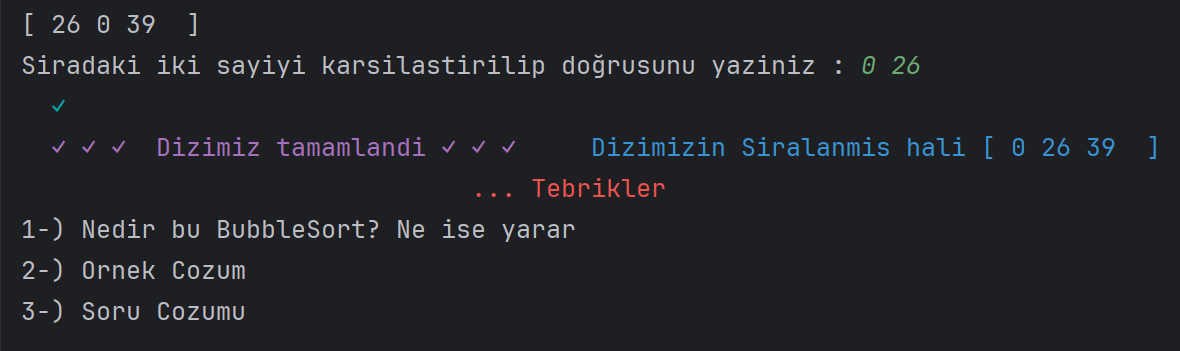 [ 26 0 39  ]
Siradaki iki sayiyi karsilastirilip doğrusunu yaziniz : 0 26
✓
✓ ✓ ✓  Dizimiz tamamlandi ✓ ✓ ✓     Dizimizin Siralanmis hali [ 0 26 39  ]
... Tebrikler
1-) Nedir bu BubbleSort? Ne ise yarar
2-) Ornek Cozum
3-) Soru Cozumu